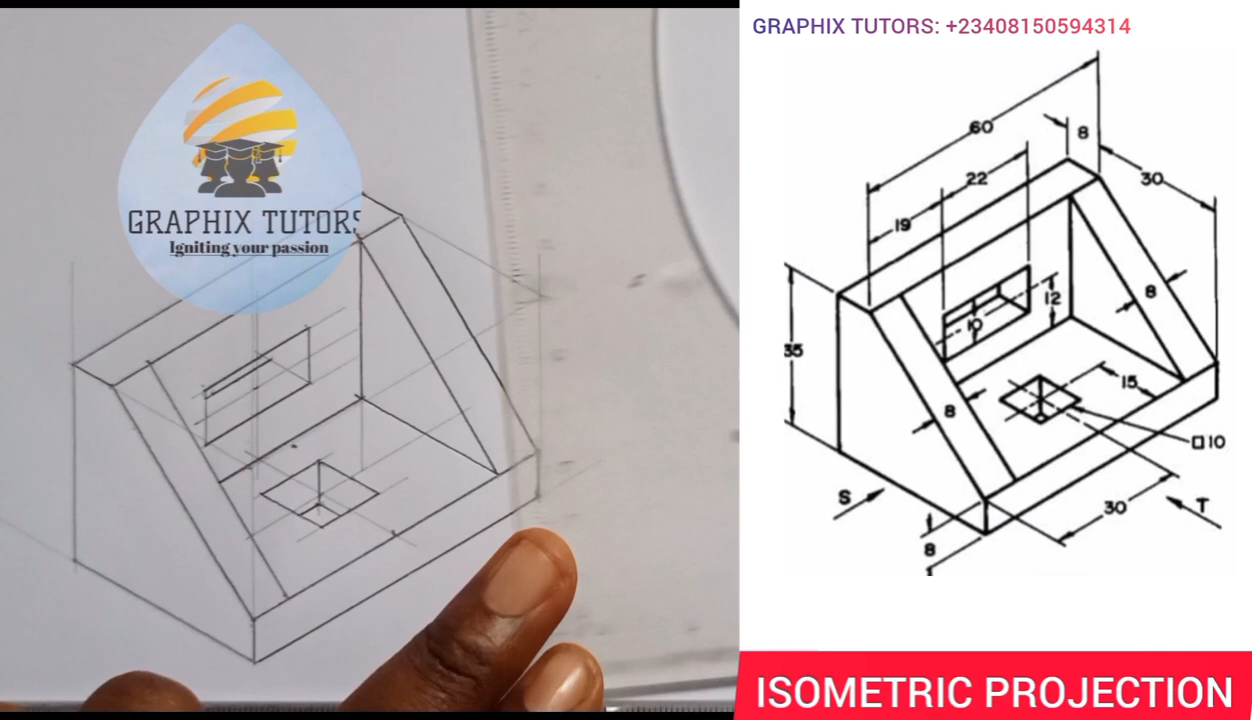 GRAPHIX TUTORS: +23408150594314
GRAPHIX TUTORS
Igniting your passion
60
8
30
22
19
8
12
10
35
15
8
□10
S
T
30
8
ISOMETRIC PROJECTION